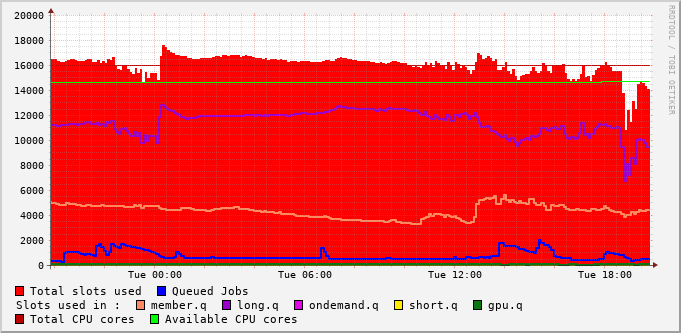 20000
18000
16000
14000
12000
10000
8000
6000
4000
2000
0
Tue 00:00 Tue 06:00 Tue 12:00 Tue 18:00
RRDTOOL / TOBI OETIKER
Total slots used Queued Jobs
Slots used in : member.q long.q ondemand.q short.q gpu.q
Total CPU cores Available CPU cores